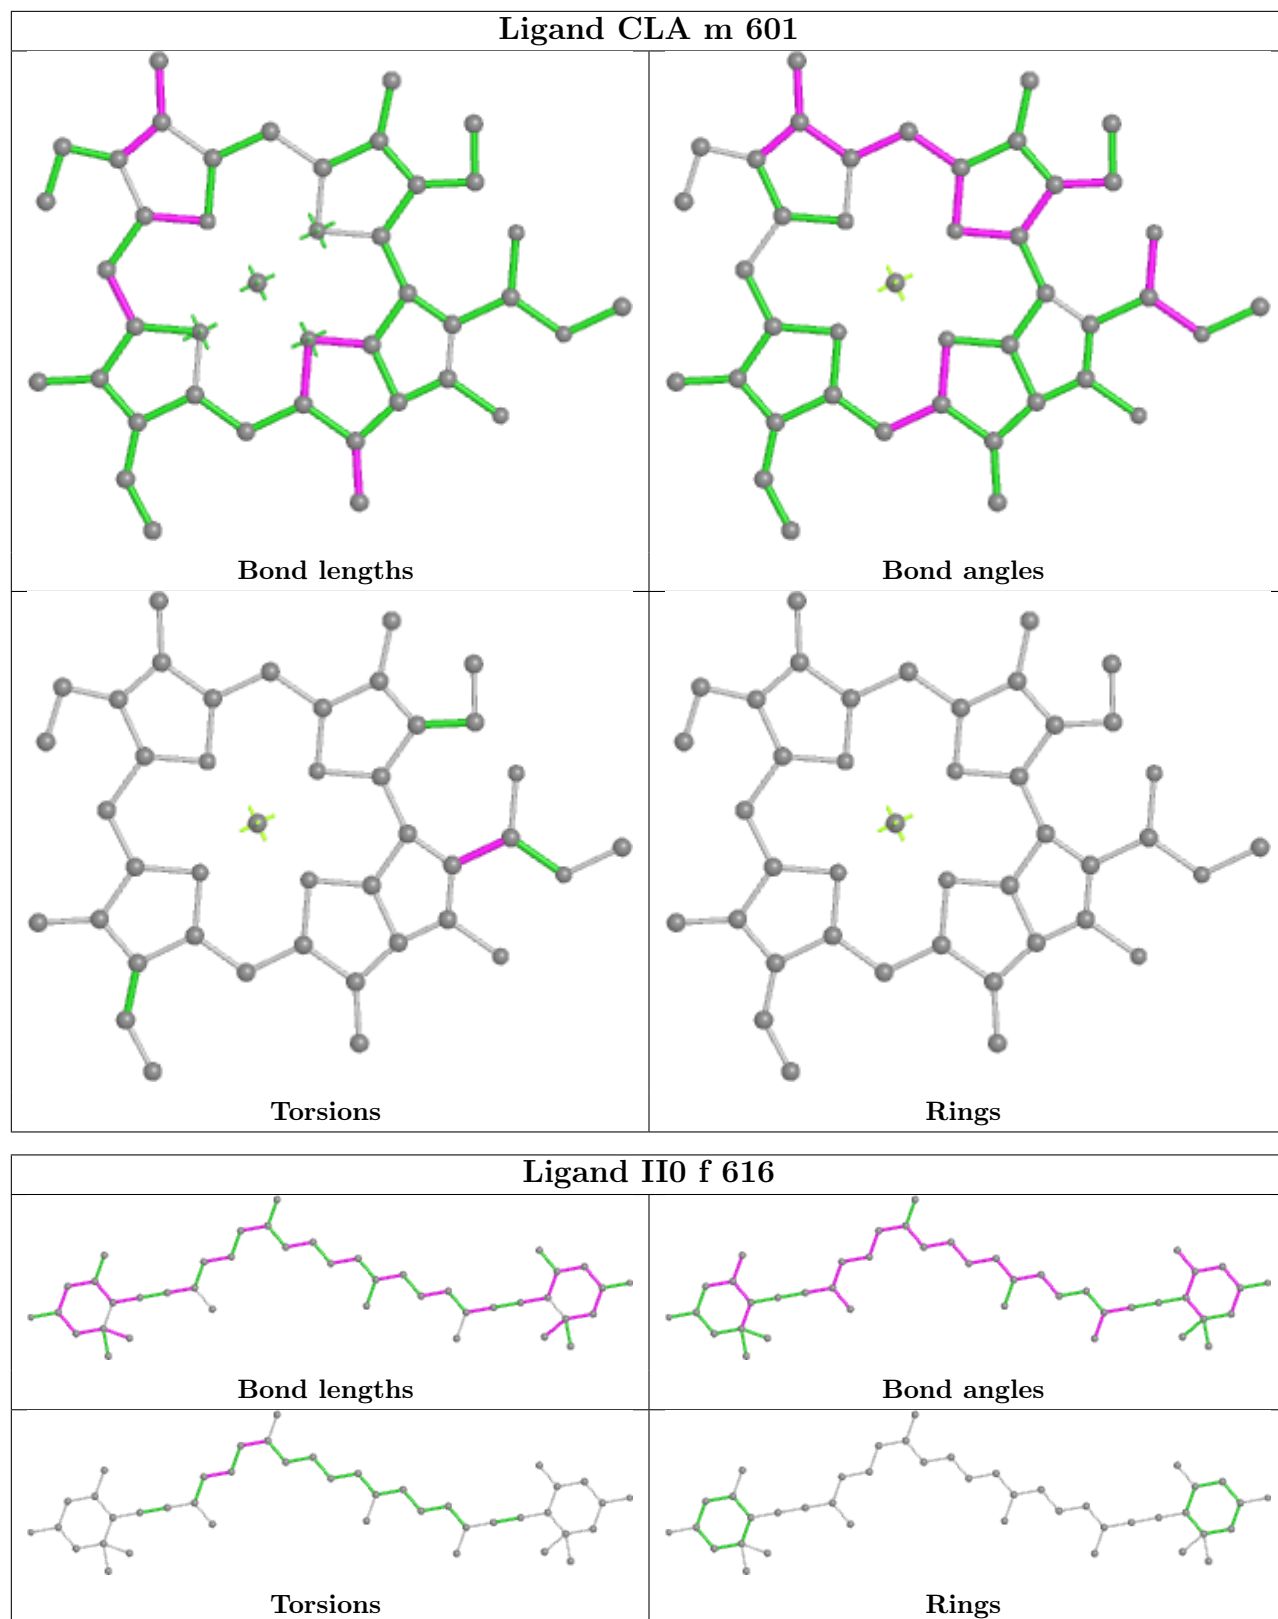 Ligand CLA m 601
Bond lengths
Bond angles
Torsions
Rings
Ligand II0 f 616
Bond lengths
Bond angles
Torsions
Rings